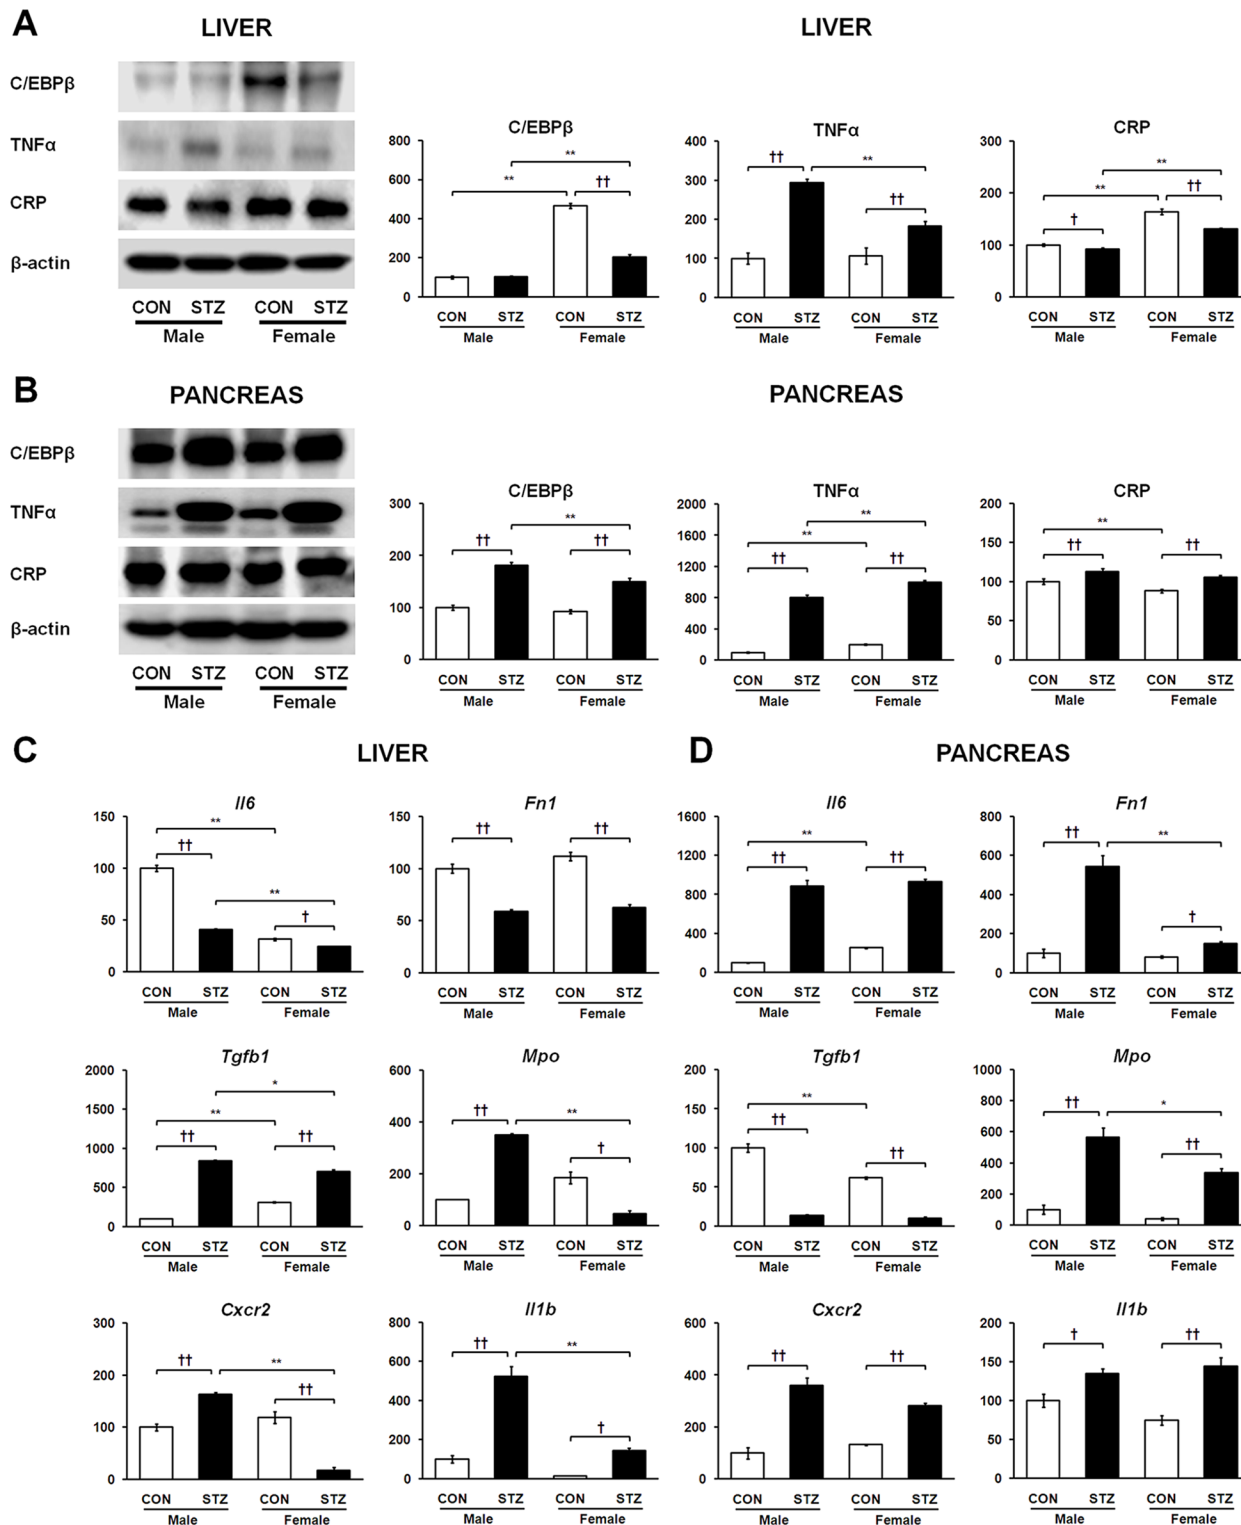 A
LIVER
LIVER
C/EBPβ
TNFα
CRP
β-actin
CON STZ CON STZ
Male Female
C/EBPβ
800
600
400
200
0
**
**
††
CON STZ CON STZ
Male Female
TNFα
400
300
200
100
0
††
**
††
CON STZ CON STZ
Male Female
CRP
300
200
100
0
**
**
††
†
CON STZ CON STZ
Male Female
B
PANCREAS
PANCREAS
C/EBPβ
TNFα
CRP
β-actin
CON STZ CON STZ
Male Female
C/EBPβ
300
200
100
0
**
††
††
CON STZ CON STZ
Male Female
TNFα
2000
1600
1200
800
400
0
**
**
††
††
CON STZ CON STZ
Male Female
CRP
200
150
100
50
0
**
††
††
CON STZ CON STZ
Male Female
C
LIVER
Il6
150
100
50
0
**
††
**
†
CON STZ CON STZ
Male Female
Fn1
150
100
50
0
††
††
CON STZ CON STZ
Male Female
Tgfb1
2000
1500
1000
500
0
*
**
††
††
CON STZ CON STZ
Male Female
Mpo
600
400
200
0
††
**
†
CON STZ CON STZ
Male Female
Cxcr2
300
200
100
0
††
**
††
CON STZ CON STZ
Male Female
Il1b
800
600
400
200
0
††
**
†
CON STZ CON STZ
Male Female
D
PANCREAS
Il6
1600
1200
800
400
0
**
††
††
CON STZ CON STZ
Male Female
Fn1
800
600
400
200
0
††
**
†
CON STZ CON STZ
Male Female
Tgfb1
200
150
100
50
0
**
††
††
CON STZ CON STZ
Male Female
Mpo
1000
800
600
400
200
0
††
*
††
CON STZ CON STZ
Male Female
Cxcr2
600
400
200
0
††
††
CON STZ CON STZ
Male Female
Il1b
200
150
100
50
0
†
††
CON STZ CON STZ
Male Female